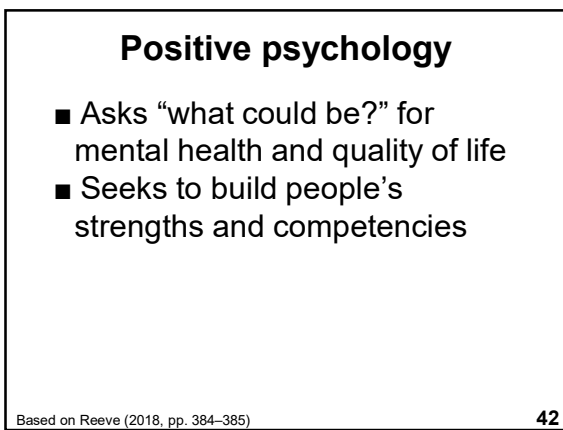 Positive psychology
■ Asks “what could be?” for
mental health and quality of life
■ Seeks to build people’s
strengths and competencies
Based on Reeve (2018, pp. 384–385)
42